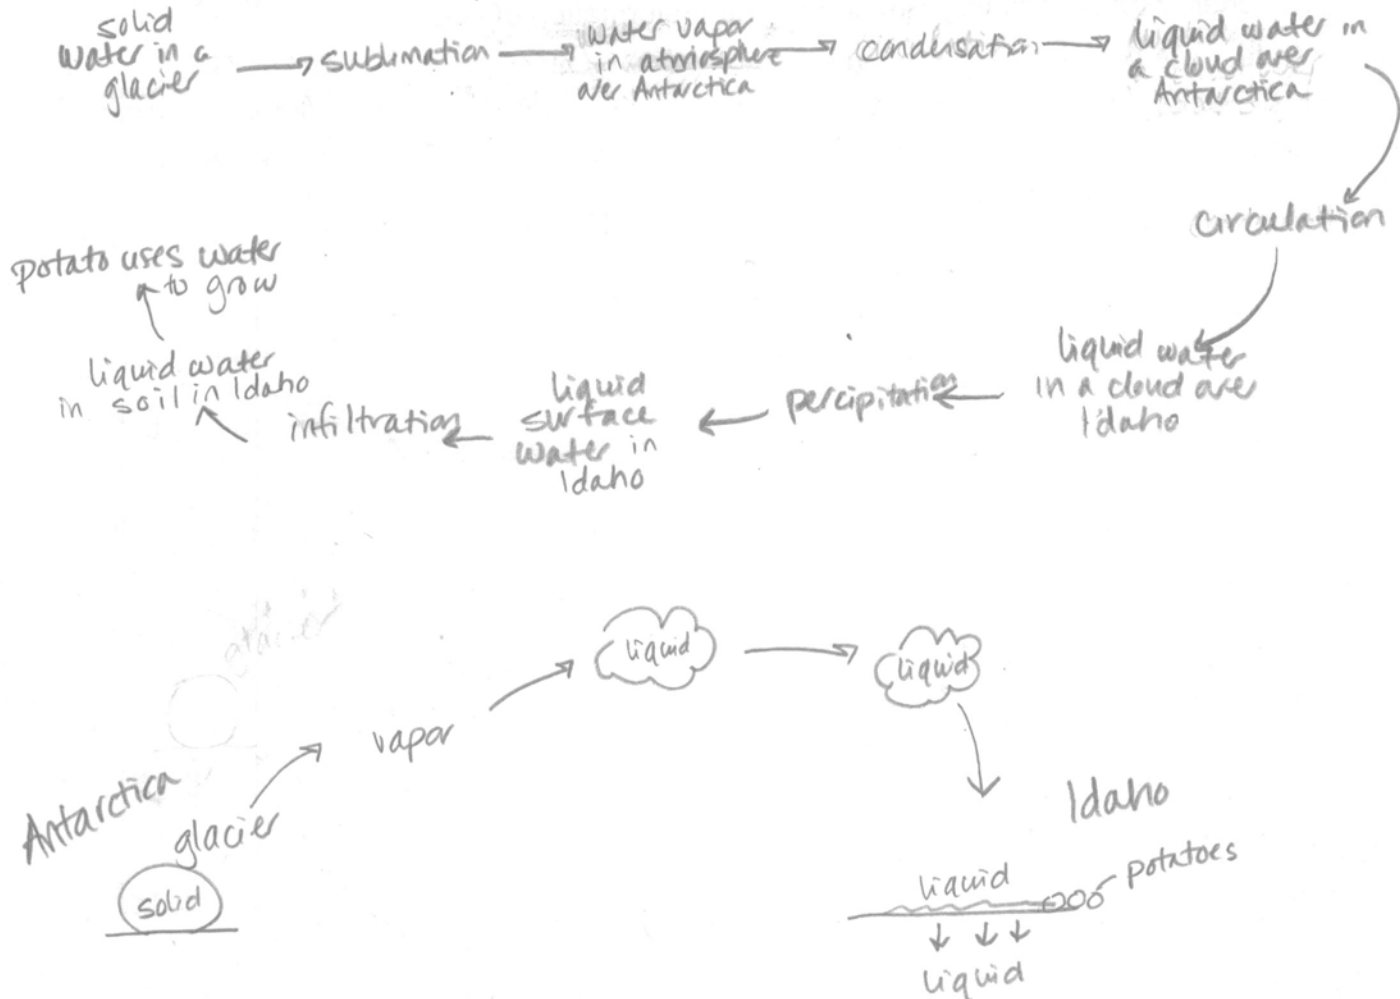 solid
water in a
glacier
sublimation
water vapor
in atmosphere
over Antarctica
condensation
liquid water in
a cloud over
Antarctica
circulation
liquid water
in a cloud over
Idaho
percipitation
liquid
surface
water in
Idaho
infiltration
liquid water
in soil in Idaho
potato uses water
to grow
glacier
liquid
liquid
vapor
Antarctica
glacier
solid
Idaho
liquid
potatoes
liquid